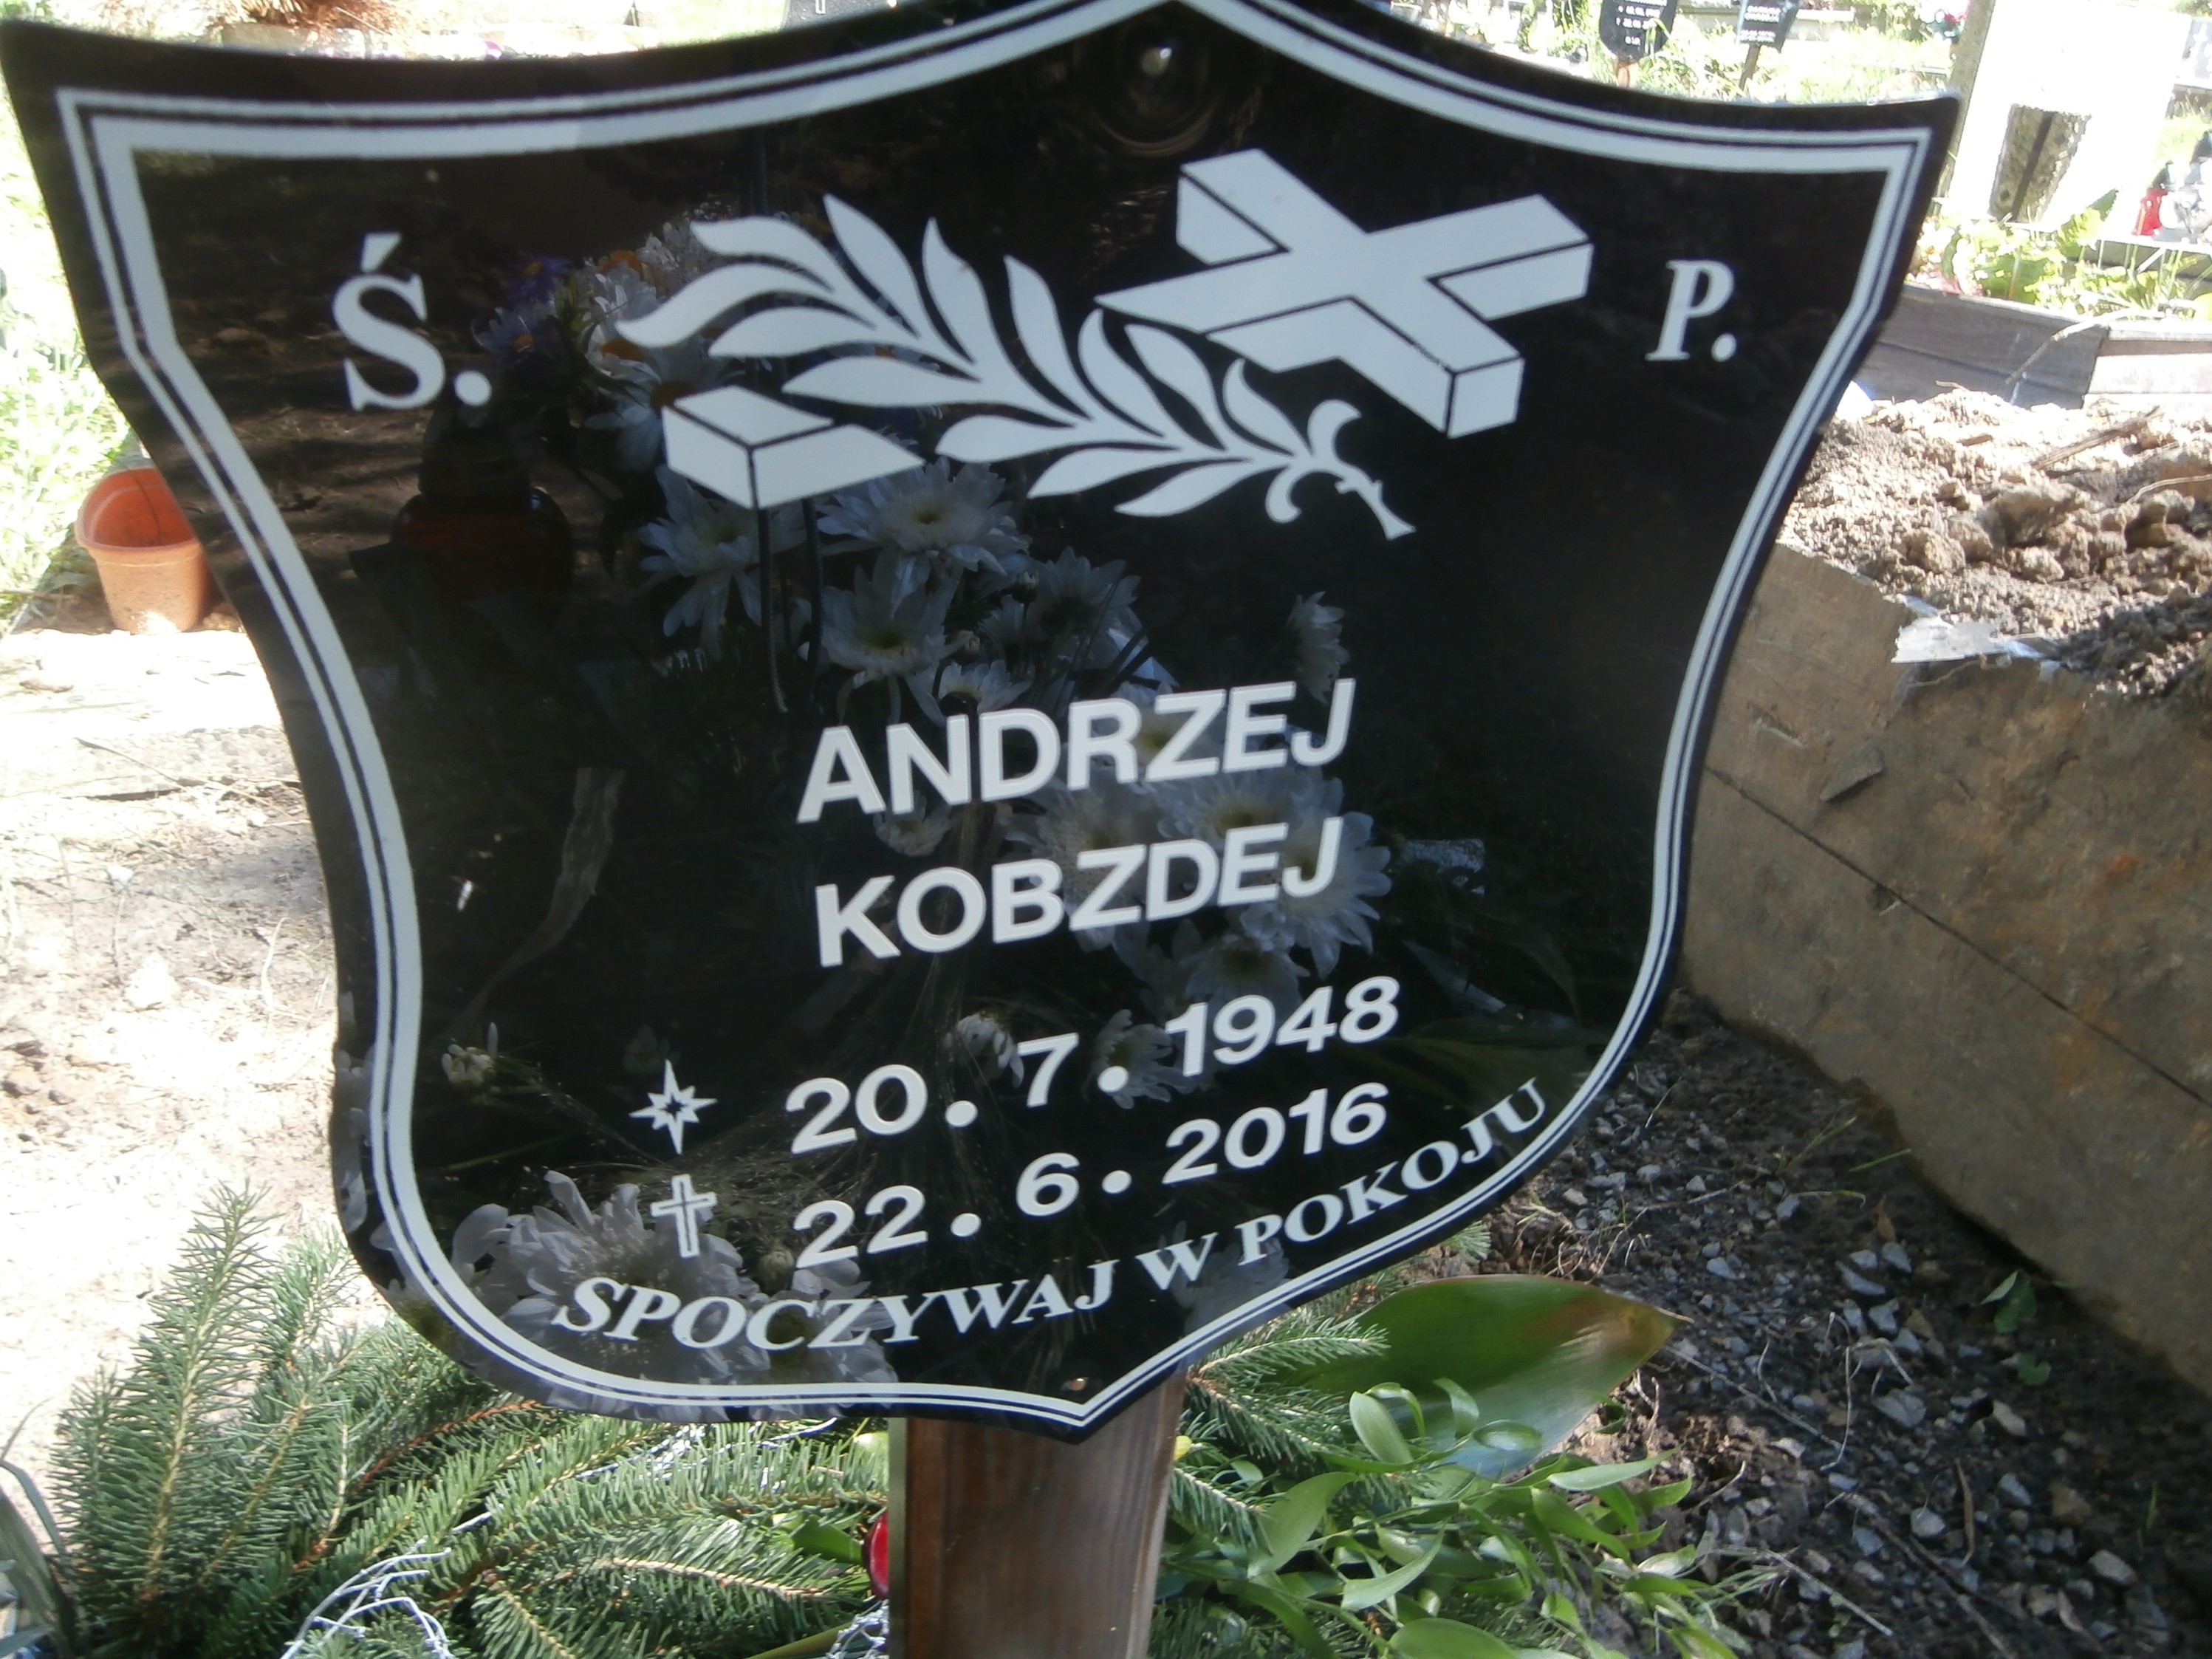 Ś. P.
ANDRZEJ
KOBZDEJ
20.7.1948
22.6.2016
SPOCZYWAJ W POKOJU